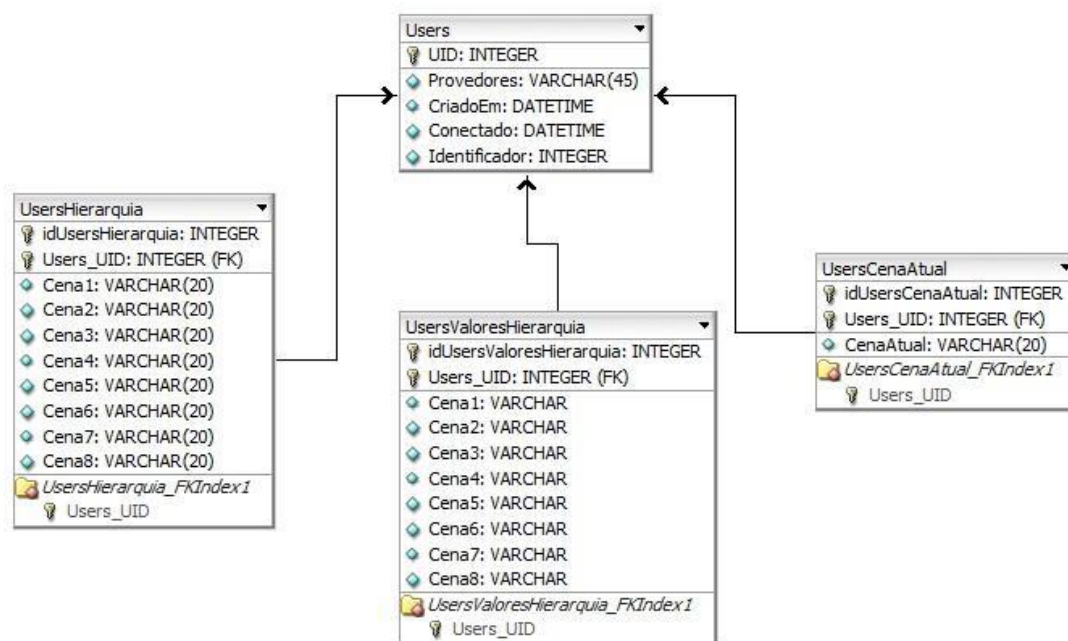 Users
UID: INTEGER
Provedores: VARCHAR(45)
CriadoEm: DATETIME
Conectado: DATETIME
Identificador: INTEGER
UsersHierarquia
idUsersHierarquia: INTEGER
Users_UID: INTEGER (FK)
Cena1: VARCHAR(20)
Cena2: VARCHAR(20)
Cena3: VARCHAR(20)
Cena4: VARCHAR(20)
Cena5: VARCHAR(20)
Cena6: VARCHAR(20)
Cena7: VARCHAR(20)
Cena8: VARCHAR(20)
UsersHierarquia_FKIndex1
Users_UID
UsersValoresHierarquia
idUsersValoresHierarquia: INTEGER
Users_UID: INTEGER (FK)
Cena1: VARCHAR
Cena2: VARCHAR
Cena3: VARCHAR
Cena4: VARCHAR
Cena5: VARCHAR
Cena6: VARCHAR
Cena7: VARCHAR
Cena8: VARCHAR
UsersValoresHierarquia_FKIndex1
Users_UID
UsersCenaAtual
idUsersCenaAtual: INTEGER
Users_UID: INTEGER (FK)
CenaAtual: VARCHAR(20)
UsersCenaAtual_FKIndex1
Users_UID